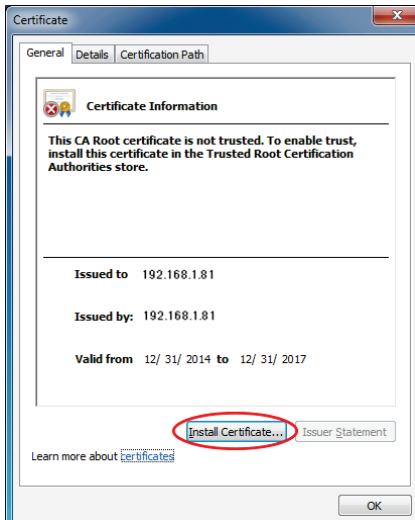 Certificate
General Details Certification Path
Certificate Information
This CA Root certificate is not trusted. To enable trust,
install this certificate in the Trusted Root Certification
Authorities store.
Issued to 192.168.1.81
Issued by: 192.168.1.81
Valid from 12/ 31/ 2014 to 12/ 31/ 2017
Install Certificate... Issuer Statement
Learn more about certificates
OK